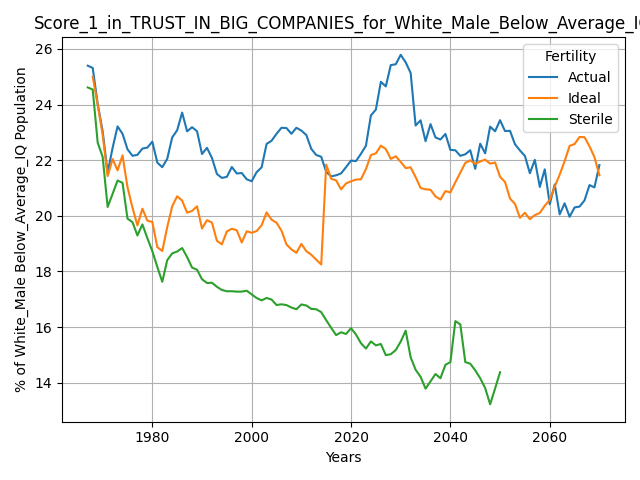 Score_1_in_TRUST_IN_BIG_COMPANIES_for_White_Male_Below_Average_I
Fertility
Actual
Ideal
Sterile
% of White_Male Below_Average_IQ Population
26
24
22
20
18
16
14
1980
2000
2020
2040
2060
Years